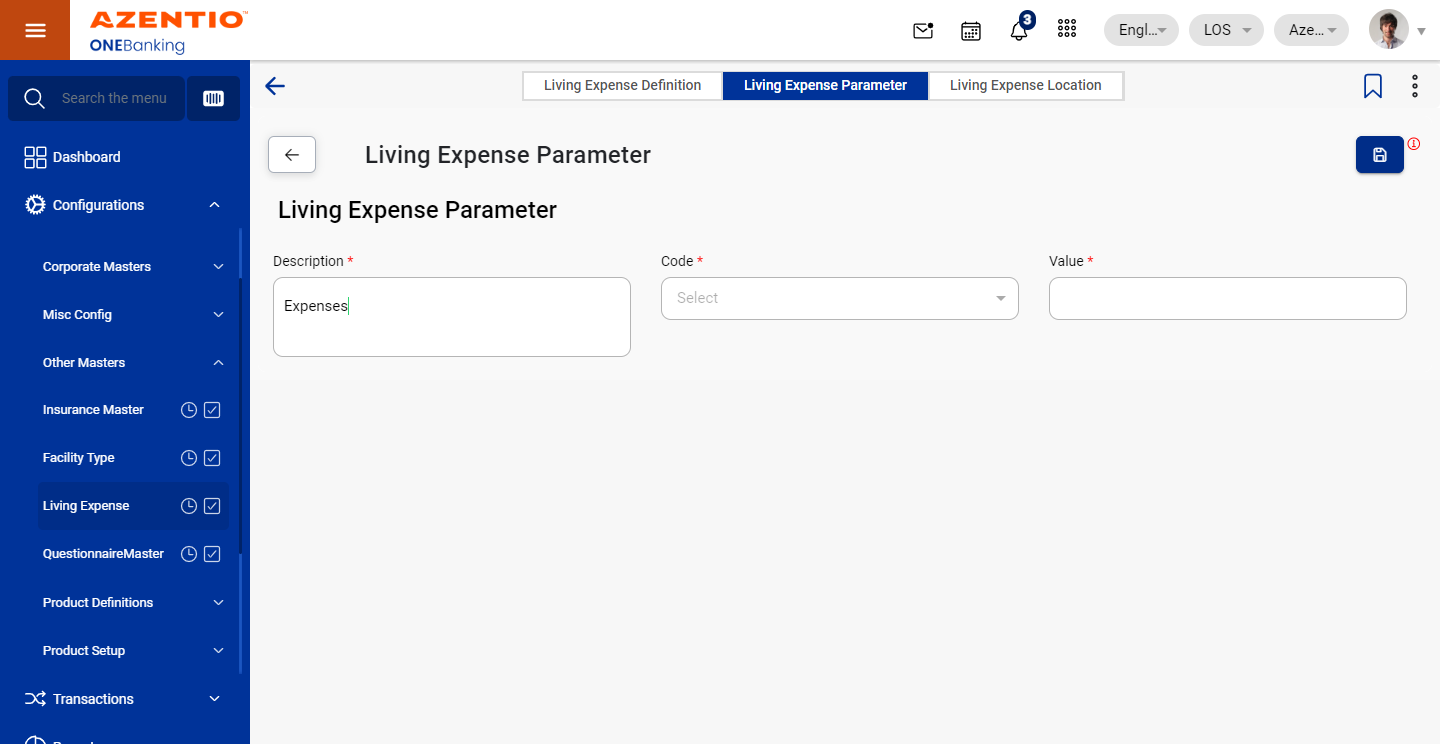 AZENTIO™
ONEBanking
3
Engl...
LOS
Aze...
Search the menu
Dashboard
Configurations
Corporate Masters
Misc Config
Other Masters
Insurance Master
Facility Type
Living Expense
QuestionnaireMaster
Product Definitions
Product Setup
Transactions
Living Expense Definition
Living Expense Parameter
Living Expense Location
Living Expense Parameter
Living Expense Parameter
Description *
Code *
Value *
Expenses
Select